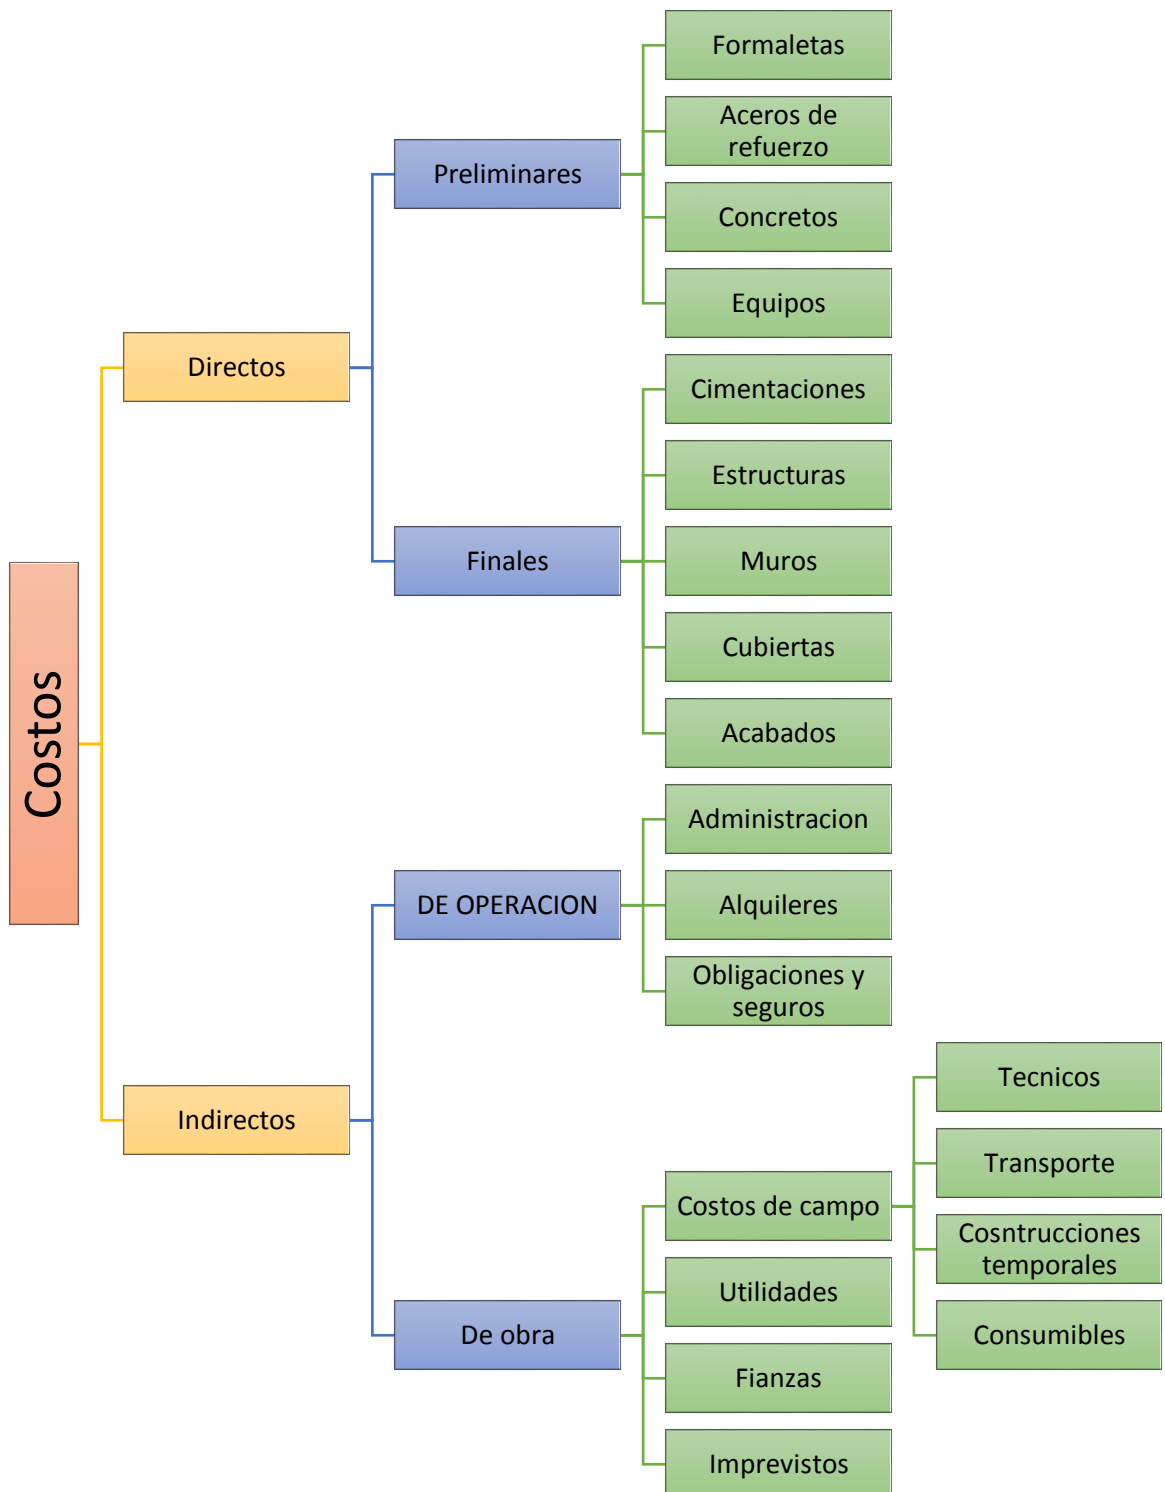 Costos
Directos
Preliminares
Formaletas
Aceros de
refuerzo
Concretos
Equipos
Finales
Cimentaciones
Estructuras
Muros
Cubiertas
Acabados
Indirectos
DE OPERACION
Administracion
Alquileres
Obligaciones y
seguros
De obra
Costos de campo
Tecnicos
Transporte
Cosntrucciones
temporales
Consumibles
Utilidades
Fianzas
Imprevistos